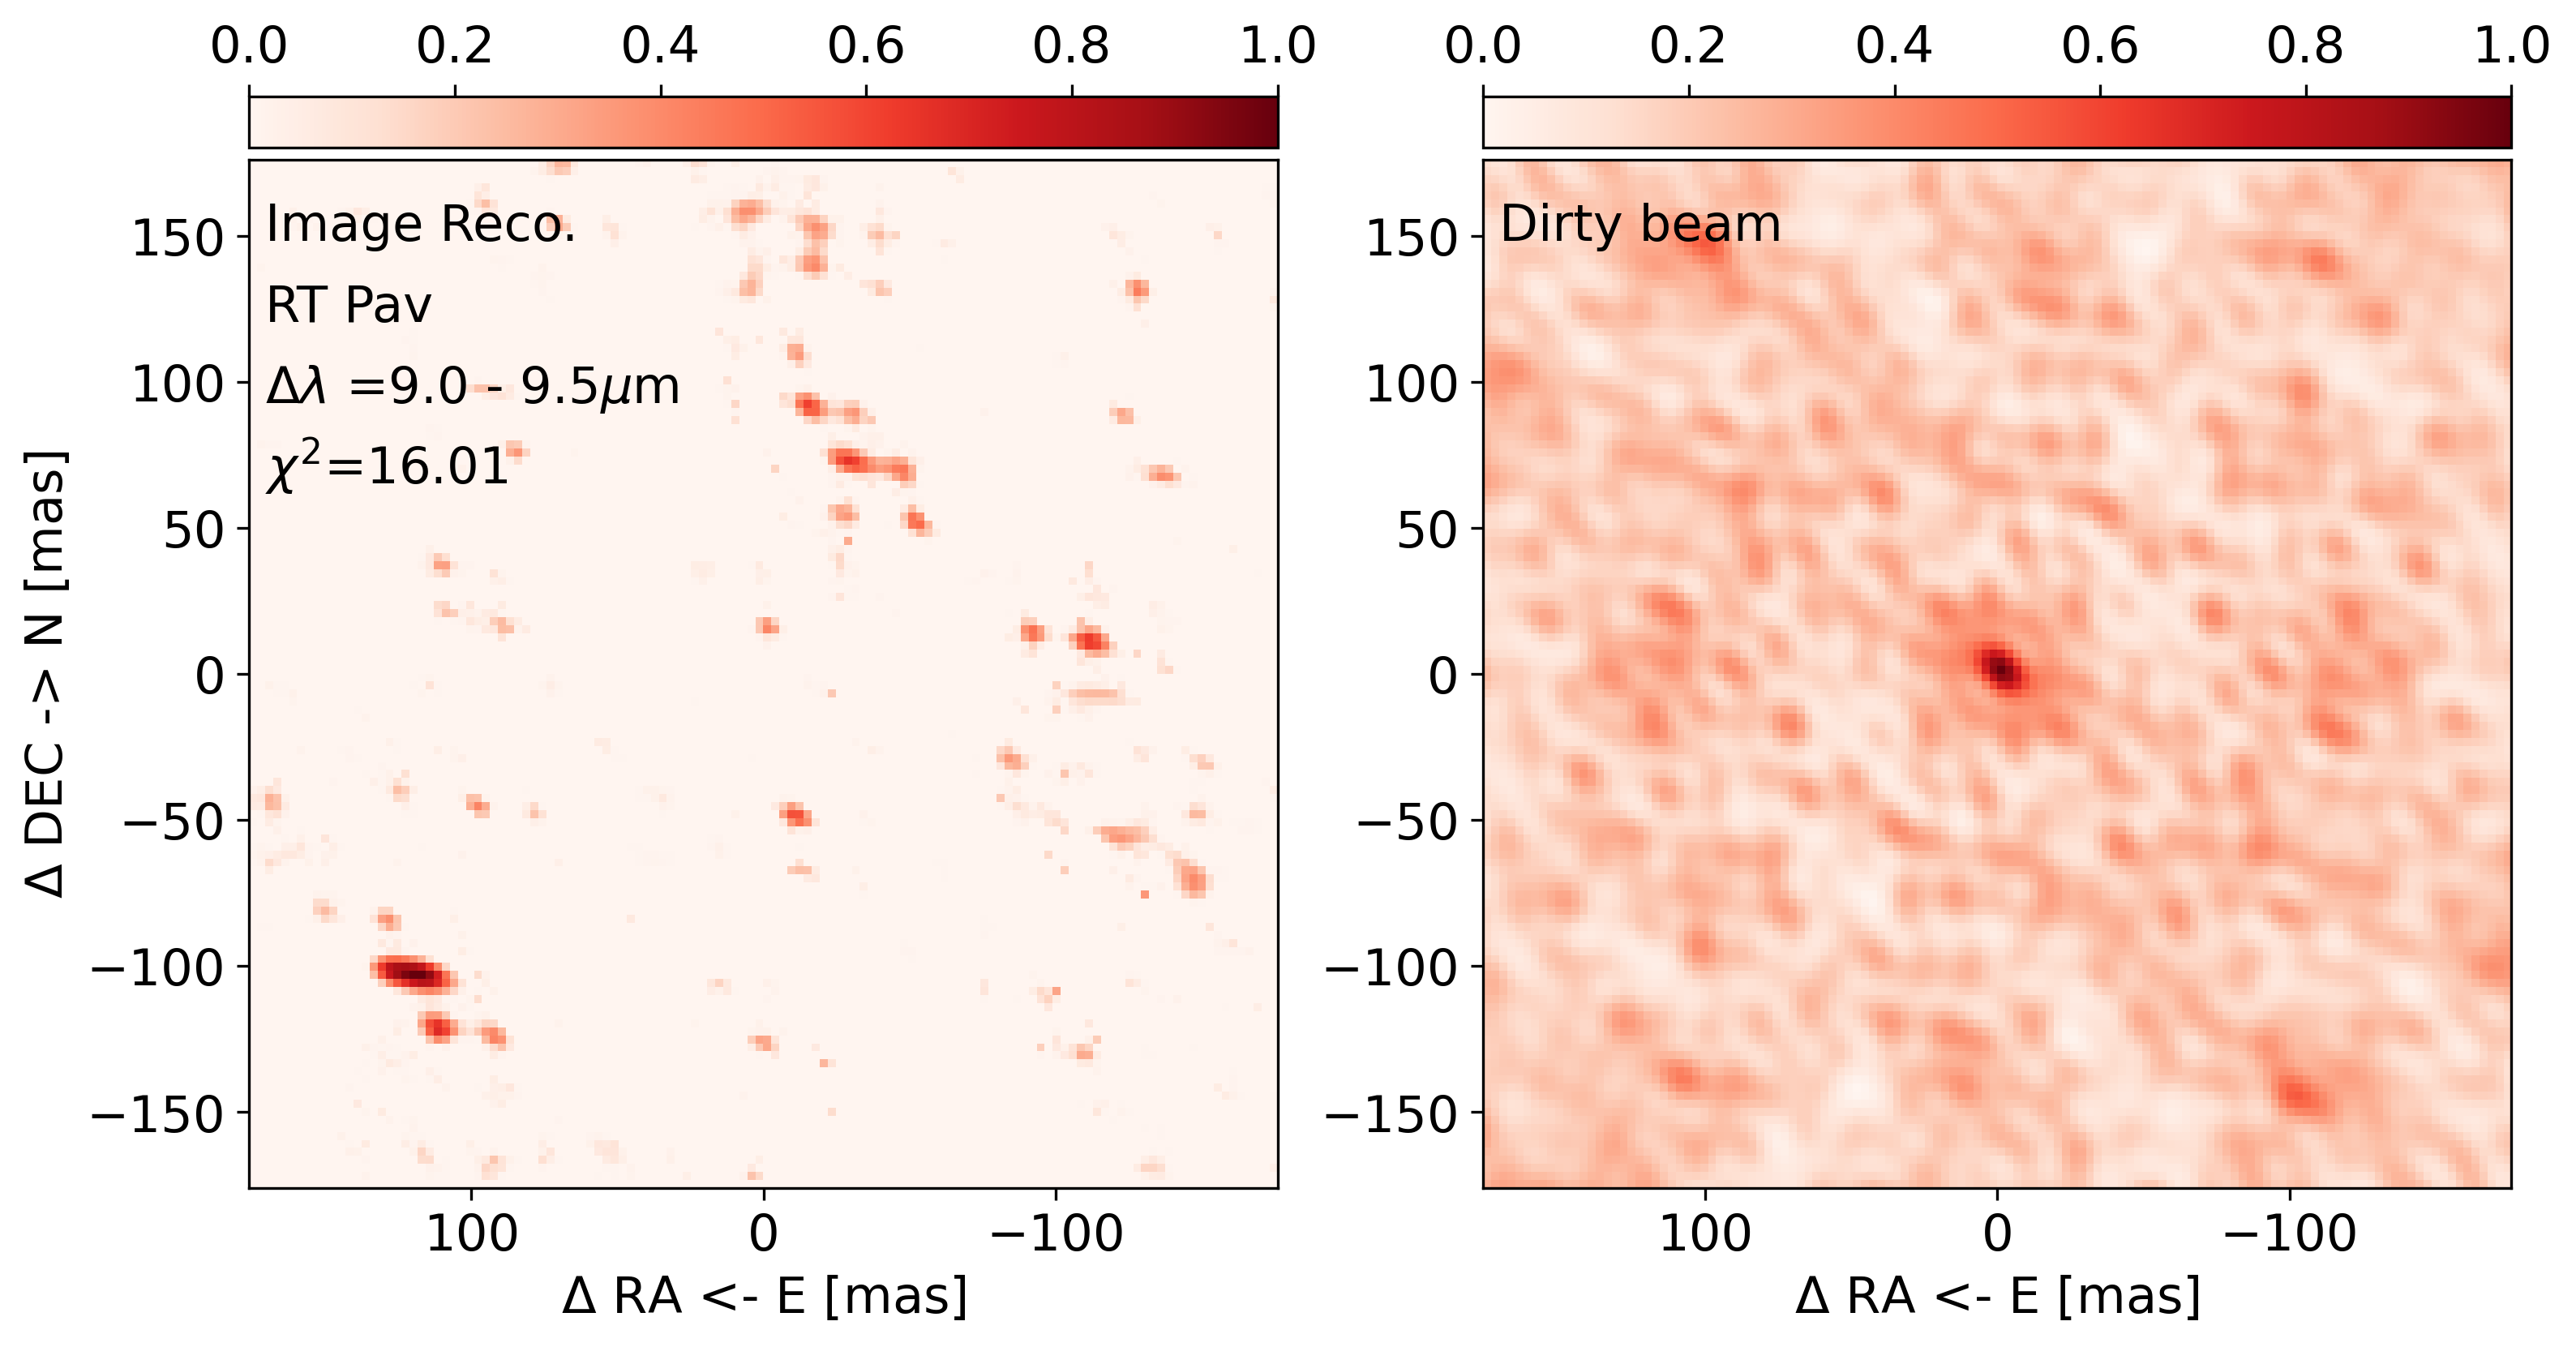 0.0 0.2 0.4 0.6 0.8 1.0
0.0 0.2 0.4 0.6 0.8 1.0
Image Reco.
RT Pav
Δλ =9.0 - 9.5μm
χ²=16.01
150
100
50
0
−50
−100
−150
Δ DEC -> N [mas]
100 0 −100
Δ RA <- E [mas]
Dirty beam
150
100
50
0
−50
−100
−150
100 0 −100
Δ RA <- E [mas]